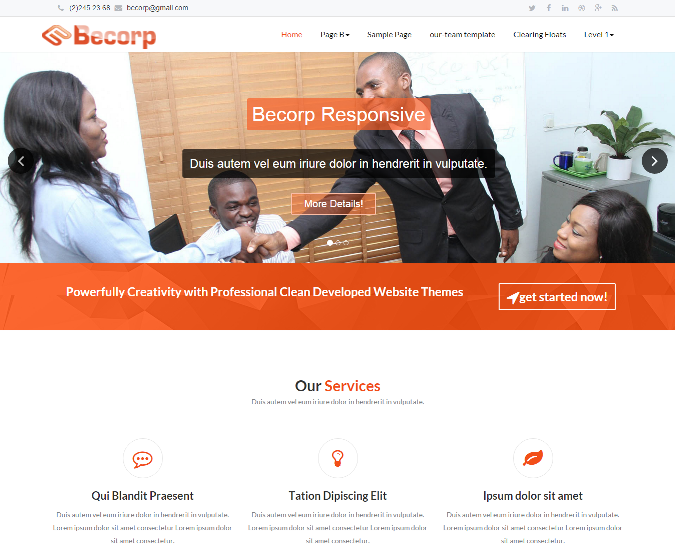 (2)245 23 68 becorp@gmail.com
Becorp
Home Page B Sample Page our-team template Clearing Floats Level 1
Becorp Responsive
Duis autem vel eum iriure dolor in hendrerit in vulputate.
More Details!
Powerfully Creativity with Professional Clean Developed Website Themes
get started now!
Our Services
Duis autem vel eum iriure dolor in hendrerit in vulputate.
Qui Blandit Praesent
Tation Dipiscing Elit
Ipsum dolor sit amet
Duis autem vel eum iriure dolor in hendrerit in vulputate. Duis autem vel eum iriure dolor in hendrerit in vulputate. Duis autem vel eum iriure dolor in hendrerit in vulputate.
Lorem ipsum dolor sit amet consectetur Lorem ipsum dolor Lorem ipsum dolor sit amet consectetur Lorem ipsum dolor Lorem ipsum dolor sit amet consectetur Lorem ipsum dolor
sit amet consectetur. sit amet consectetur. sit amet consectetur.